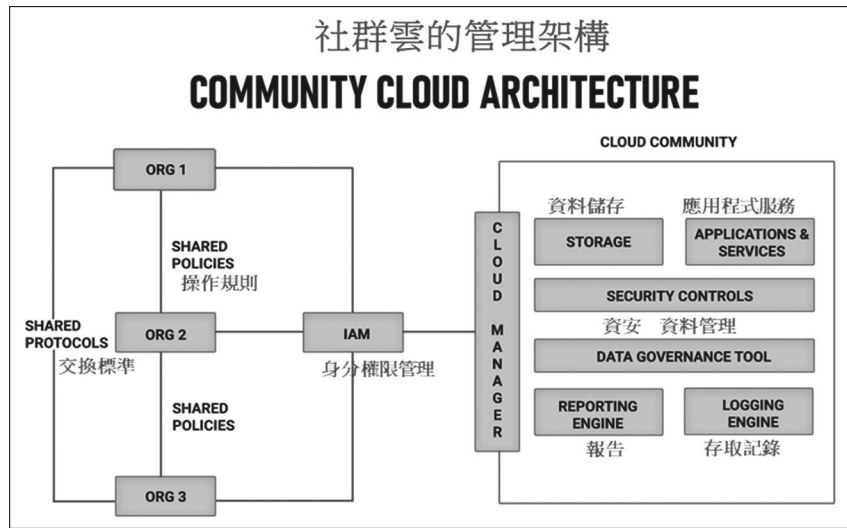 社群雲的管理架構
COMMUNITY CLOUD ARCHITECTURE
ORG 1
SHARED
POLICIES
操作規則
SHARED
PROTOCOLS
交換標準
ORG 2
IAM
身分權限管理
SHARED
POLICIES
ORG 3
CLOUD COMMUNITY
CLOUD MANAGER
資料儲存
STORAGE
應用程式服務
APPLICATIONS &
SERVICES
SECURITY CONTROLS
資安 資料管理
DATA GOVERNANCE TOOL
REPORTING
ENGINE
報告
LOGGING
ENGINE
存取記錄